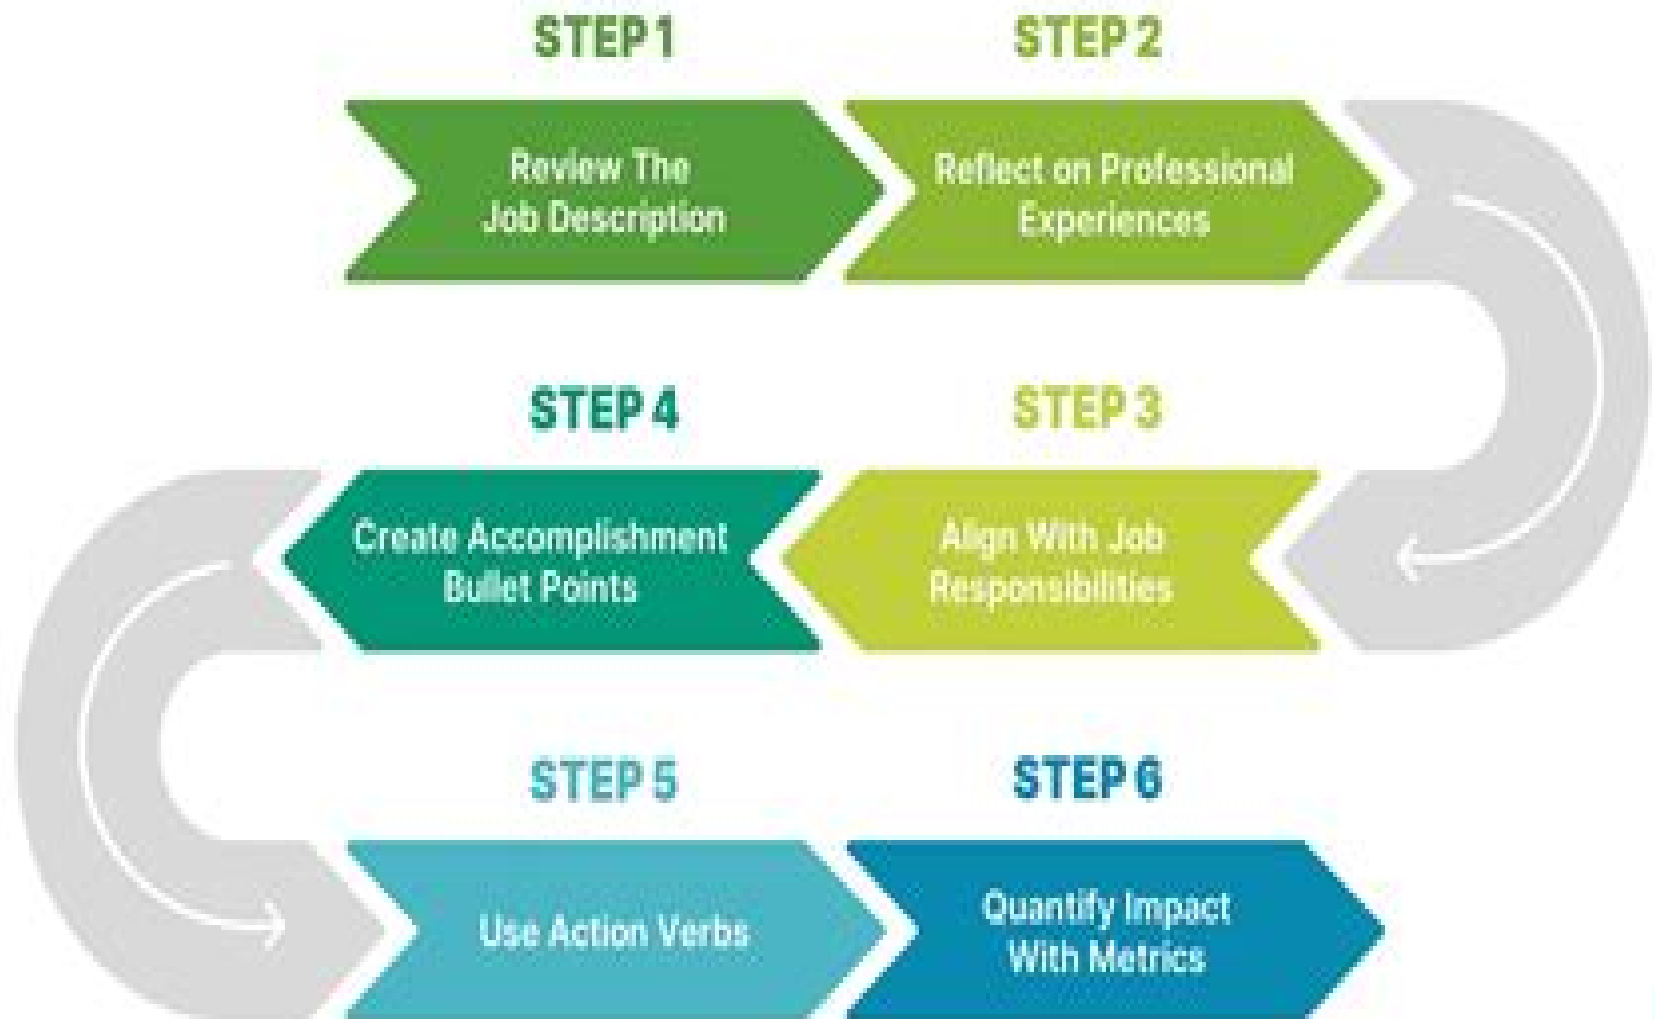 STEP 1
Review The
Job Description
STEP 2
Reflect on Professional
Experiences
STEP 3
Align With Job
Responsibilities
STEP 4
Create Accomplishment
Bullet Points
STEP 5
Use Action Verbs
STEP 6
Quantify Impact
With Metrics